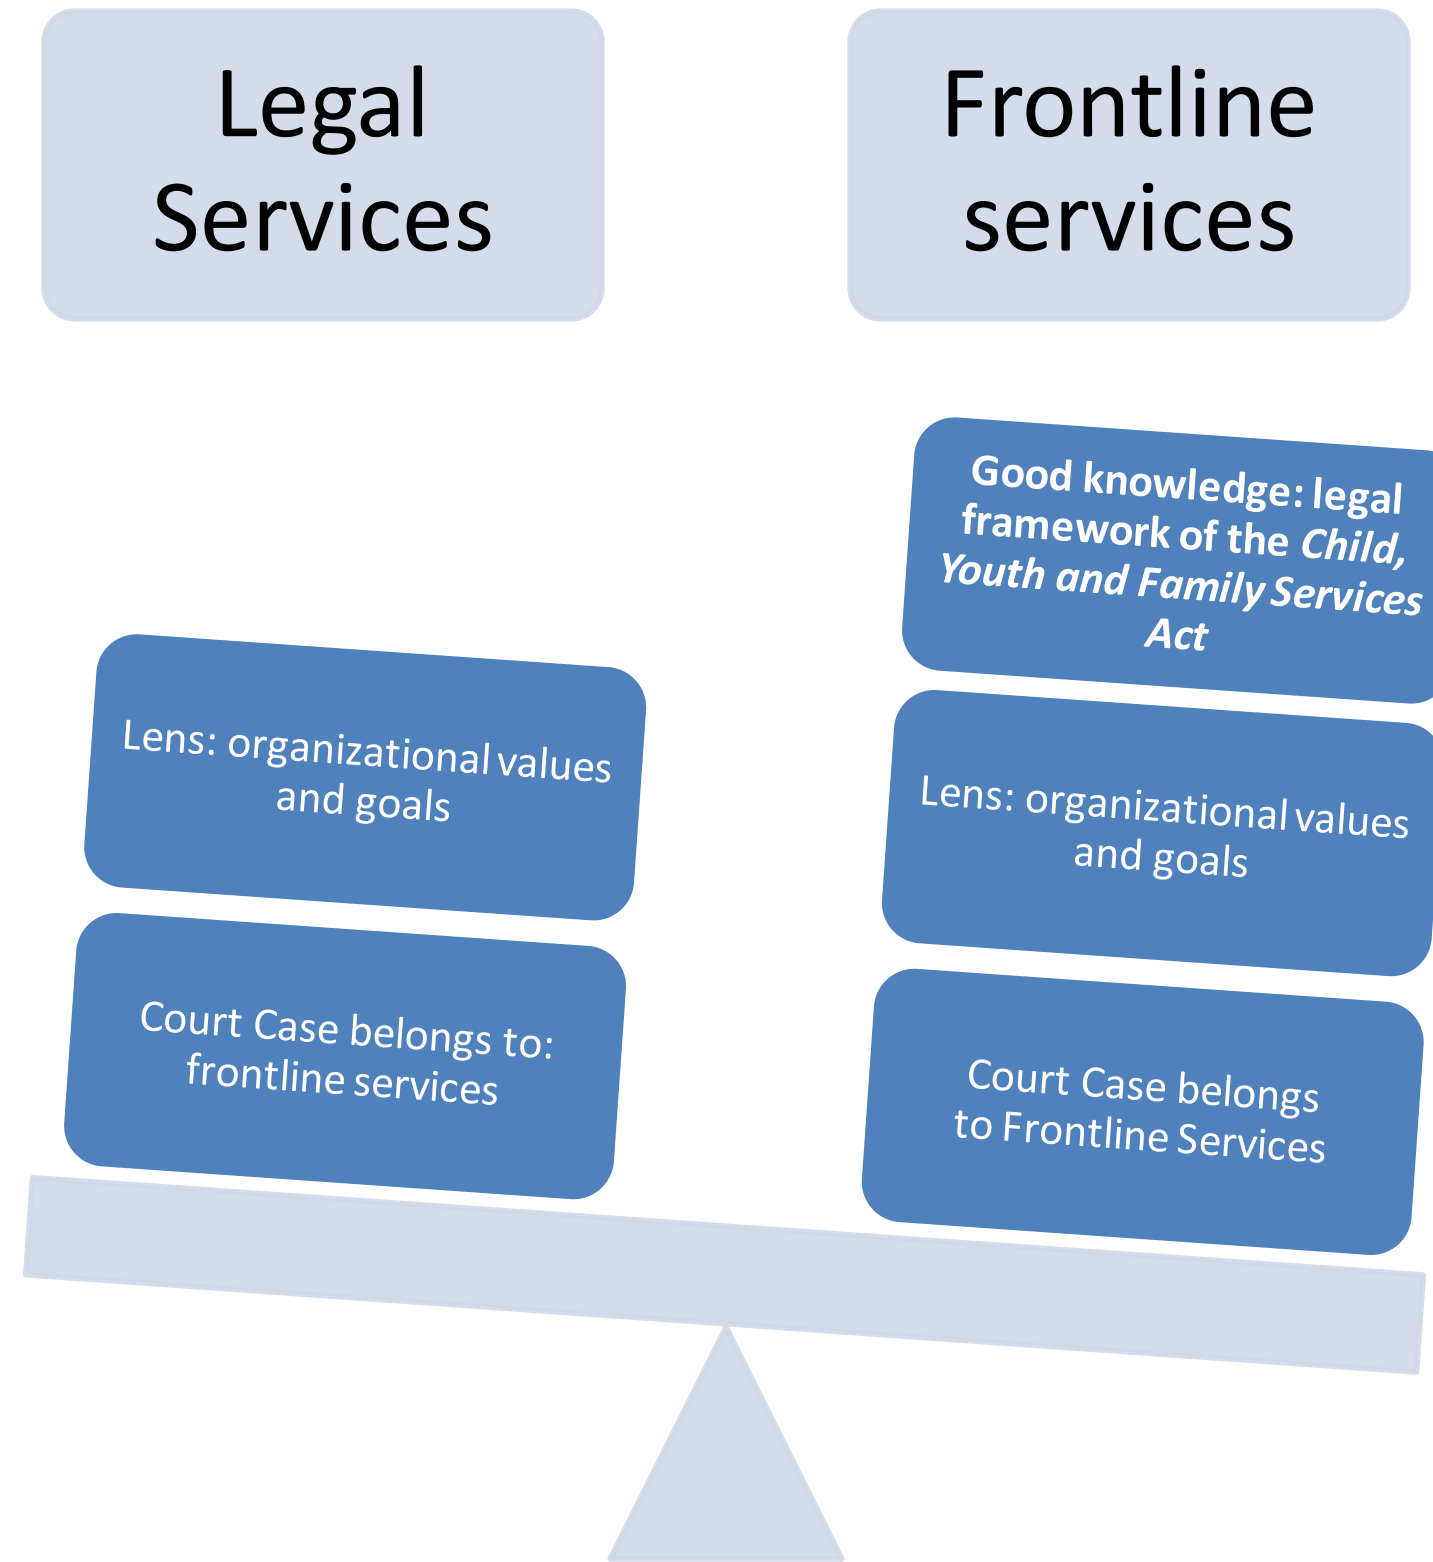 Legal
Services
Frontline
services
Good knowledge: legal
framework of the Child,
Youth and Family Services
Act
Lens: organizational values
and goals
Lens: organizational values
and goals
Court Case belongs to:
frontline services
Court Case belongs
to Frontline Services